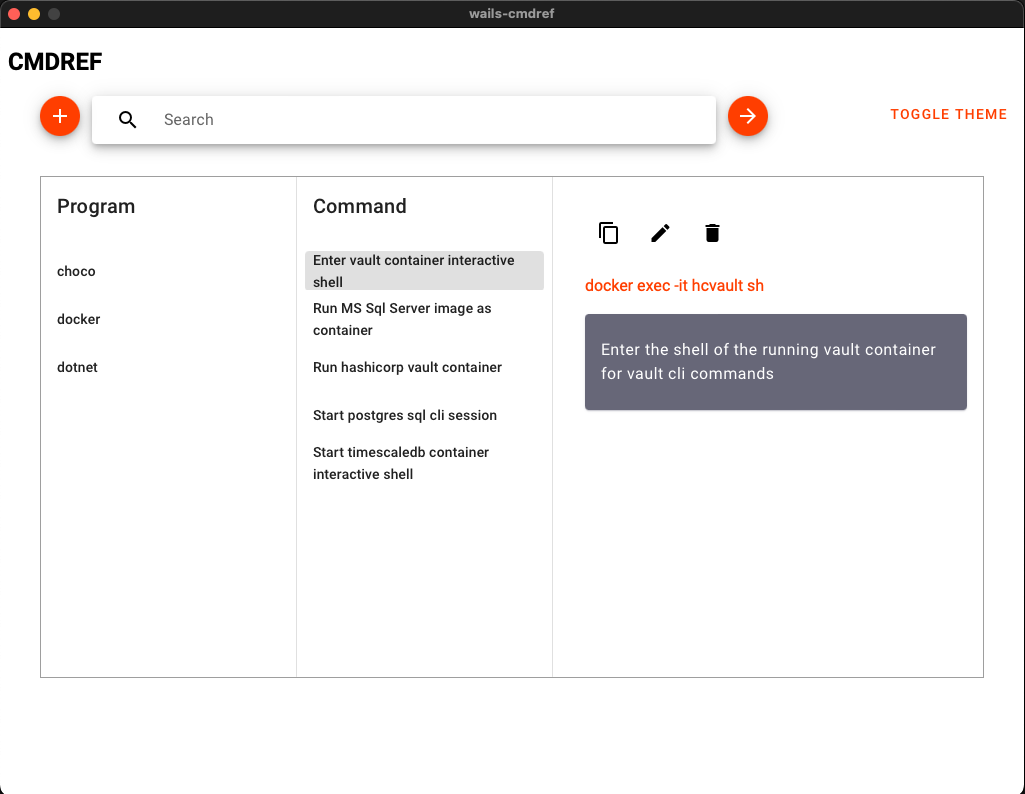 wails-cmdref
CMDREF
Search
TOGGLE THEME
Program
choco
docker
dotnet
Command
Enter vault container interactive
shell
Run MS Sql Server image as
container
Run hashicorp vault container
Start postgres sql cli session
Start timescaledb container
interactive shell
docker exec -it hcvault sh
Enter the shell of the running vault container
for vault cli commands